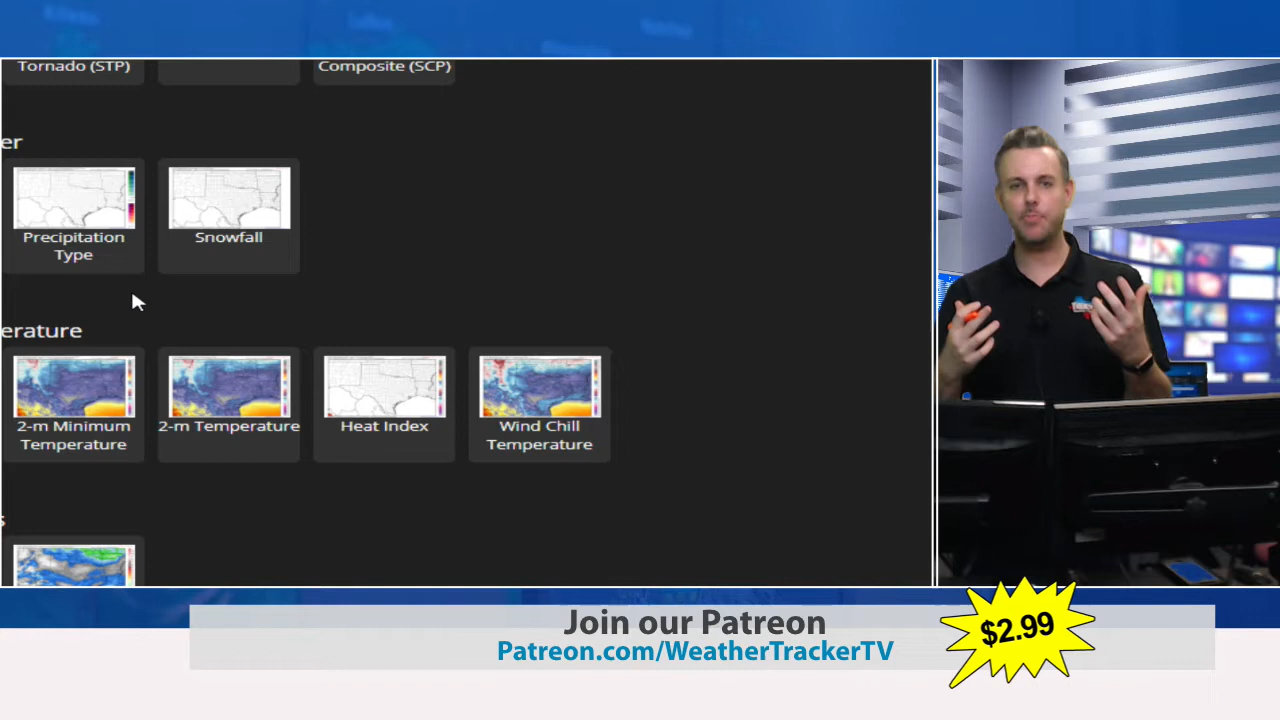 Tornado (STP)
Composite (SCP)
er
Precipitation
Type
Snowfall
erature
2-m Minimum
Temperature
2-m Temperature
Heat Index
Wind Chill
Temperature
s
Join our Patreon
Patreon.com/WeatherTrackerTV
$2.99